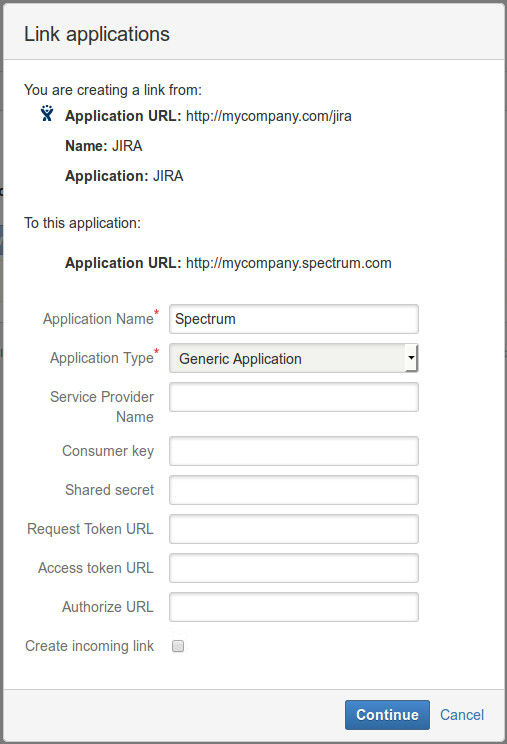 Link applications
You are creating a link from:
Application URL: http://mycompany.com/jira
Name: JIRA
Application: JIRA
To this application:
Application URL: http://mycompany.spectrum.com
Application Name* Spectrum
Application Type* Generic Application
Service Provider
Name
Consumer key
Shared secret
Request Token URL
Access token URL
Authorize URL
Create incoming link
Continue Cancel